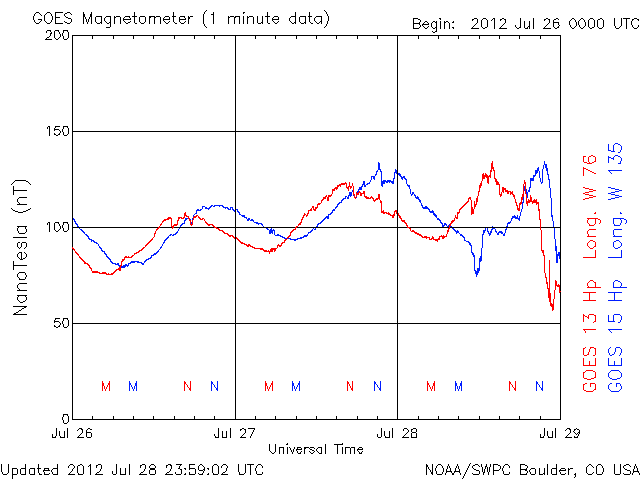 GOES Magnetometer (1 minute data)
Begin: 2012 Jul 26 0000 UTC
200
150
100
50
0
NanoTesla (nT)
M M N N M M N N M M N N
Jul 26 Jul 27 Jul 28 Jul 29
Universal Time
GOES 13 Hp Long. W 76
GOES 15 Hp Long. W 135
Updated 2012 Jul 28 23:59:02 UTC
NOAA/SWPC Boulder, CO USA